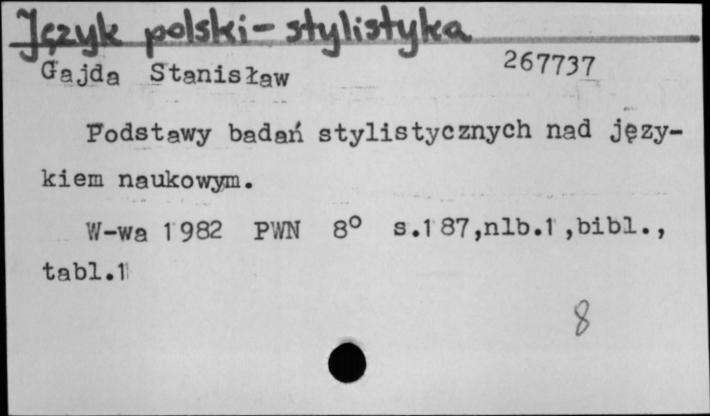 Język polski - stylistyka
Gajda Stanisław 267737
Podstawy badań stylistycznych nad języ-
kiem naukowym.
W-wa 1982 PWN 8° s.187,nlb.1,bibl.,
tabl.1
8